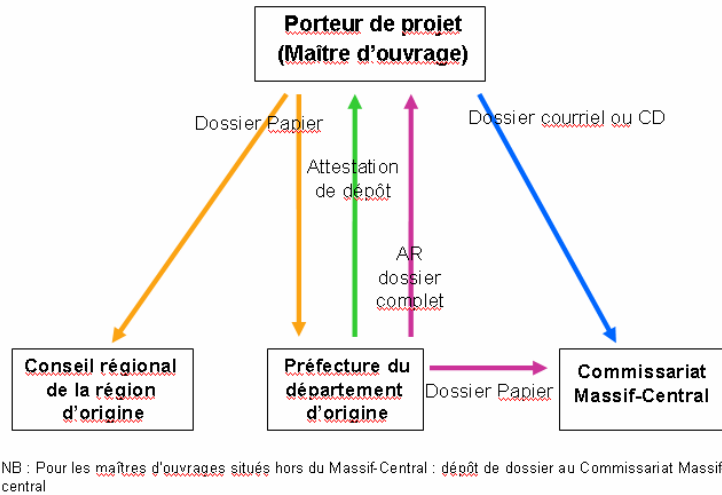 Porteur de projet
(Maître d'ouvrage)
Dossier Papier
Dossier courriel ou CD
Attestation
de dépôt
AR
dossier
complet
Conseil régional
de la région
d'origine
Préfecture du
département
d'origine
Dossier Papier
Commissariat
Massif-Central
NB : Pour les maîtres d'ouvrages situés hors du Massif-Central : dépôt de dossier au Commissariat Massif
central